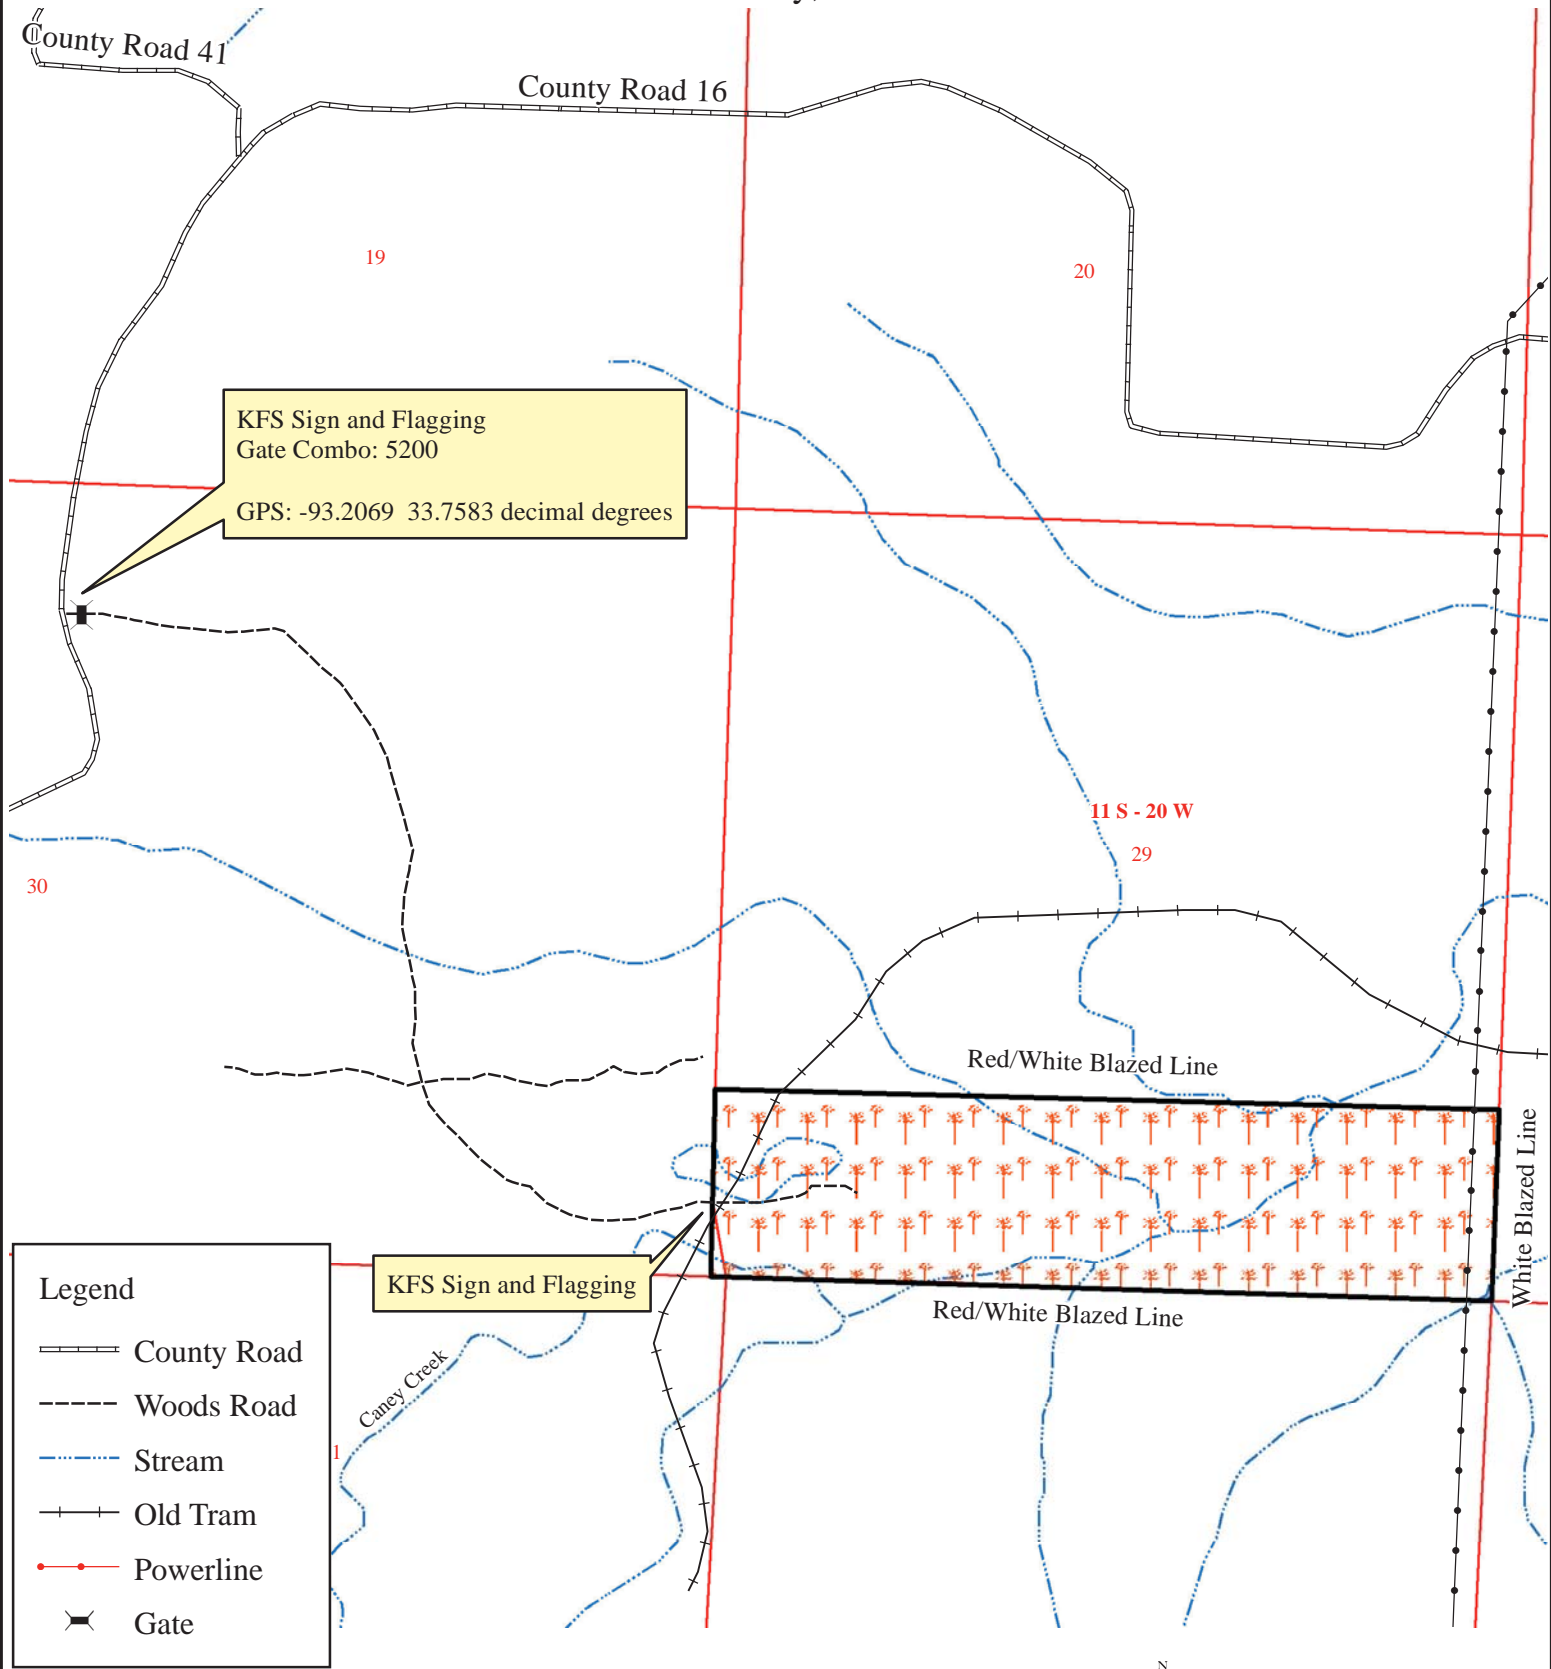 County Road 41
County Road 16
19
20
KFS Sign and Flagging
Gate Combo: 5200
GPS: -93.2069 33.7583 decimal degrees
11 S - 20 W
29
30
Red/White Blazed Line
White Blazed Line
KFS Sign and Flagging
Red/White Blazed Line
Caney Creek
1
Legend
County Road
Woods Road
Stream
Old Tram
Powerline
Gate
N